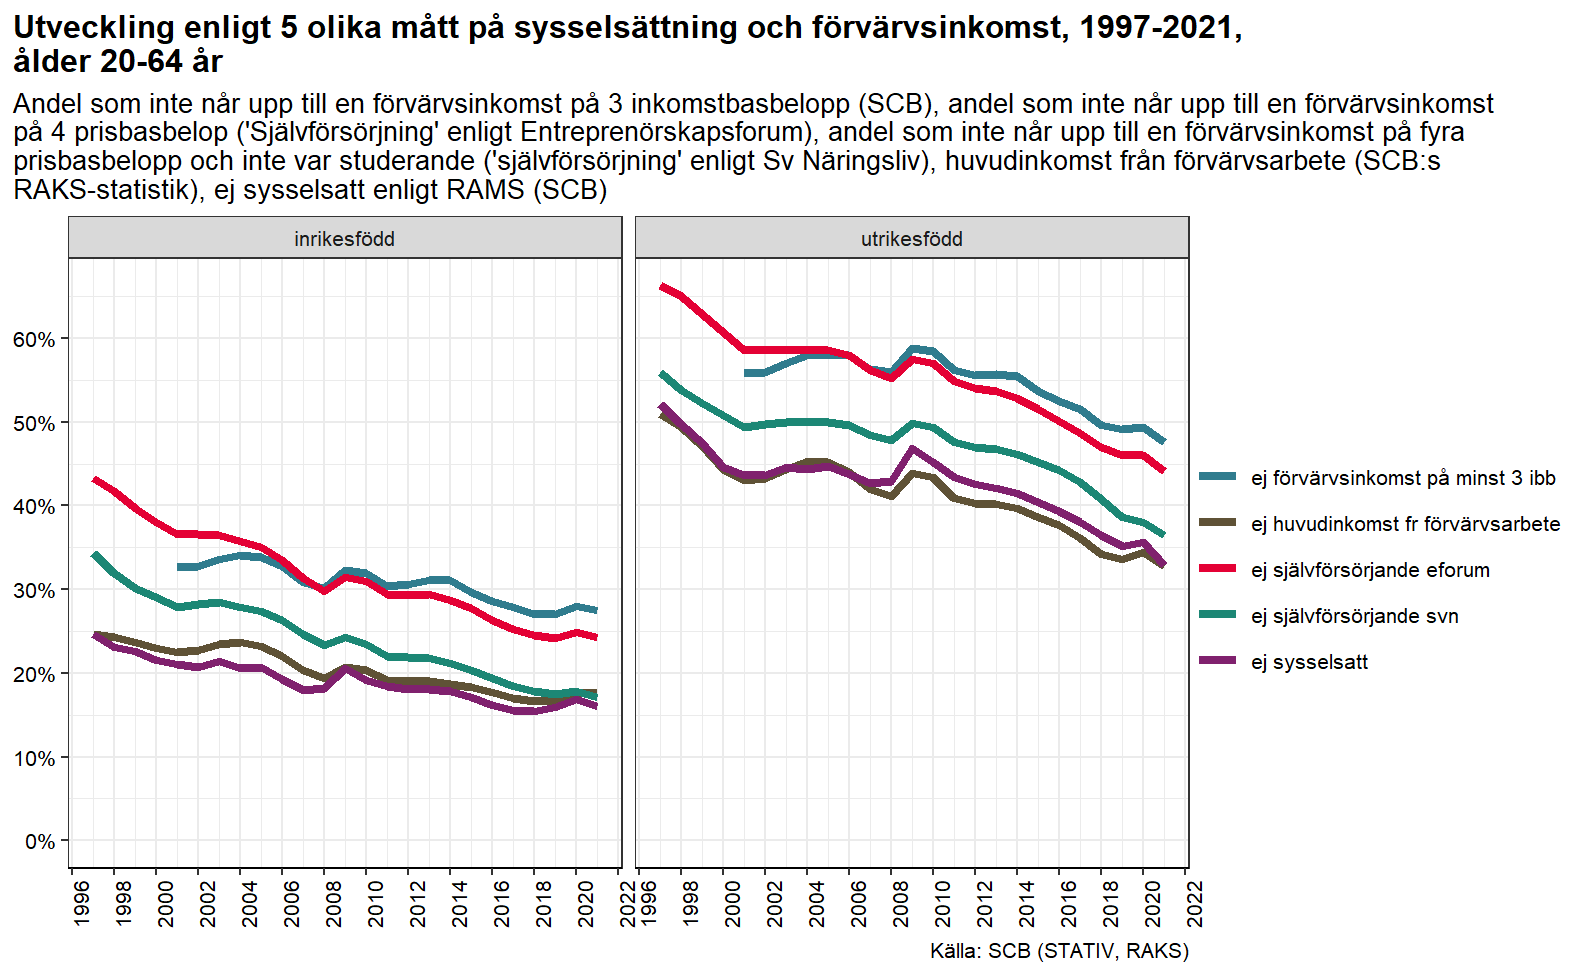 Utveckling enligt 5 olika mått på sysselsättning och förvärvsinkomst, 1997-2021,
ålder 20-64 år
Andel som inte når upp till en förvärvsinkomst på 3 inkomstbasbelopp (SCB), andel som inte når upp till en förvärvsinkomst
på 4 prisbasbelop ('Självförsörjning' enligt Entreprenörskapsforum), andel som inte når upp till en förvärvsinkomst på fyra
prisbasbelopp och inte var studerande ('självförsörjning' enligt Sv Näringsliv), huvudinkomst från förvärvsarbete (SCB:s
RAKS-statistik), ej sysselsatt enligt RAMS (SCB)
inrikesfödd
utrikesfödd
60%
50%
40%
30%
20%
10%
0%
1996 1998 2000 2002 2004 2006 2008 2010 2012 2014 2016 2018 2020 2022
1996 1998 2000 2002 2004 2006 2008 2010 2012 2014 2016 2018 2020 2022
ej förvärvsinkomst på minst 3 ibb
ej huvudinkomst fr förvärvsarbete
ej självförsörjande eforum
ej självförsörjande svn
ej sysselsatt
Källa: SCB (STATIV, RAKS)